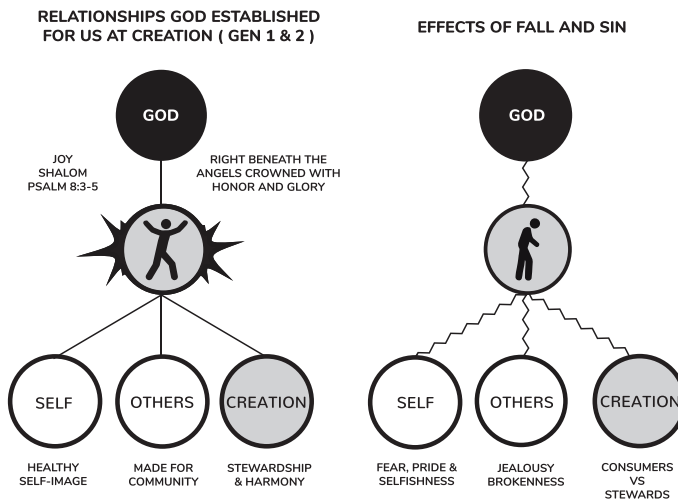 RELATIONSHIPS GOD ESTABLISHED
FOR US AT CREATION ( GEN 1 & 2 )
GOD
JOY
SHALOM
PSALM 8:3-5
RIGHT BENEATH THE
ANGELS CROWNED WITH
HONOR AND GLORY
SELF
OTHERS
CREATION
HEALTHY
SELF-IMAGE
MADE FOR
COMMUNITY
STEWARDSHIP
& HARMONY
EFFECTS OF FALL AND SIN
GOD
SELF
OTHERS
CREATION
FEAR, PRIDE &
SELFISHNESS
JEALOUSY
BROKENNESS
CONSUMERS
VS
STEWARDS